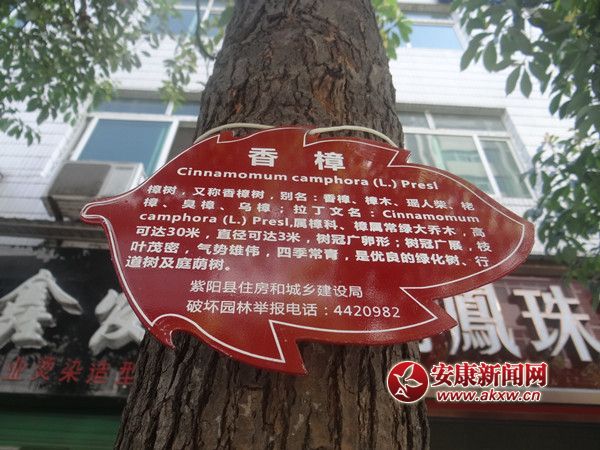 香樟
Cinnamomum camphora (L.) Presl
樟树，又称香樟树，别名：香樟、樟木、瑶人柴、栳
樟、臭樟、乌樟；拉丁文名：Cinnamomum
camphora (L.) Presl,属樟科、樟属常绿大乔木，高
可达30米，直径可达3米，树冠广卵形；树冠广展，枝
叶茂密，气势雄伟，四季常青，是优良的绿化树、行
道树及庭荫树。
紫阳县住房和城乡建设局
破坏园林举报电话：4420982
业烫染造型
鳳珠
安康新闻网
www.akxw.cn